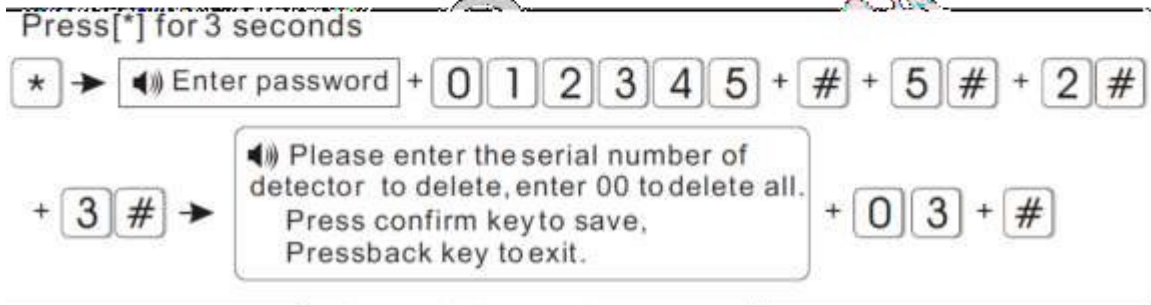 Press[*] for 3 seconds
* → Enter password + 0 1 2 3 4 5 + # + 5 # + 2 #
+ 3 # → Please enter the serial number of
detector to delete, enter 00 to delete all.
Press confirm key to save,
Pressback key to exit.
+ 0 3 + #